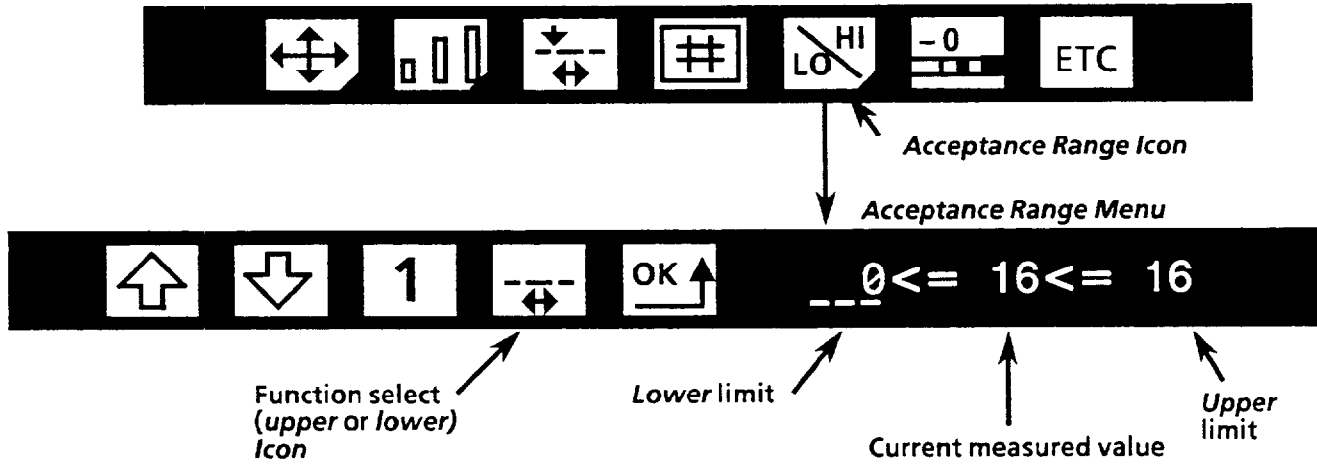 HI
LO
-0
ETC
Acceptance Range Icon
Acceptance Range Menu
1
OK
0<= 16<= 16
Function select
(upper or lower)
Icon
Lower limit
Current measured value
Upper
limit